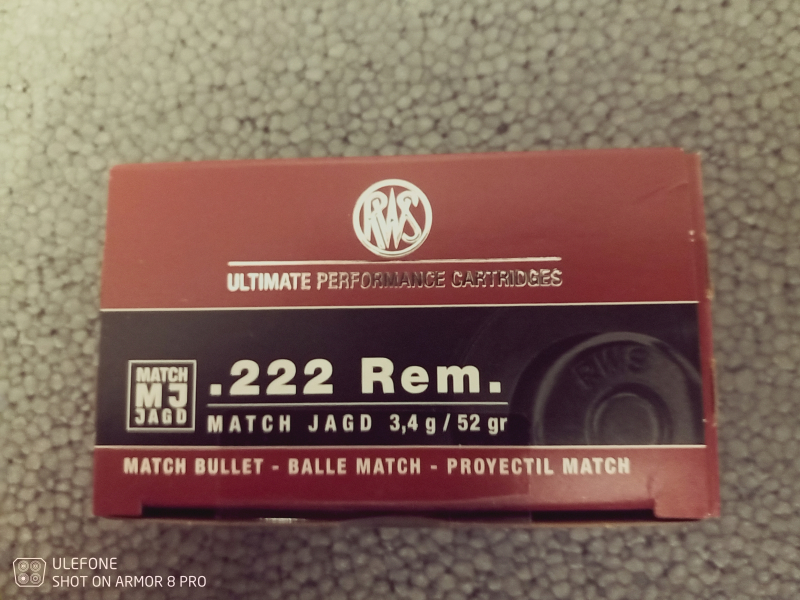 RWS
ULTIMATE PERFORMANCE CARTRIDGES
MATCH
MJ
JAGD
.222 Rem.
MATCH JAGD 3,4 g / 52 gr
RWS
MATCH BULLET - BALLE MATCH - PROYECTIL MATCH
ULEFONE
SHOT ON ARMOR 8 PRO